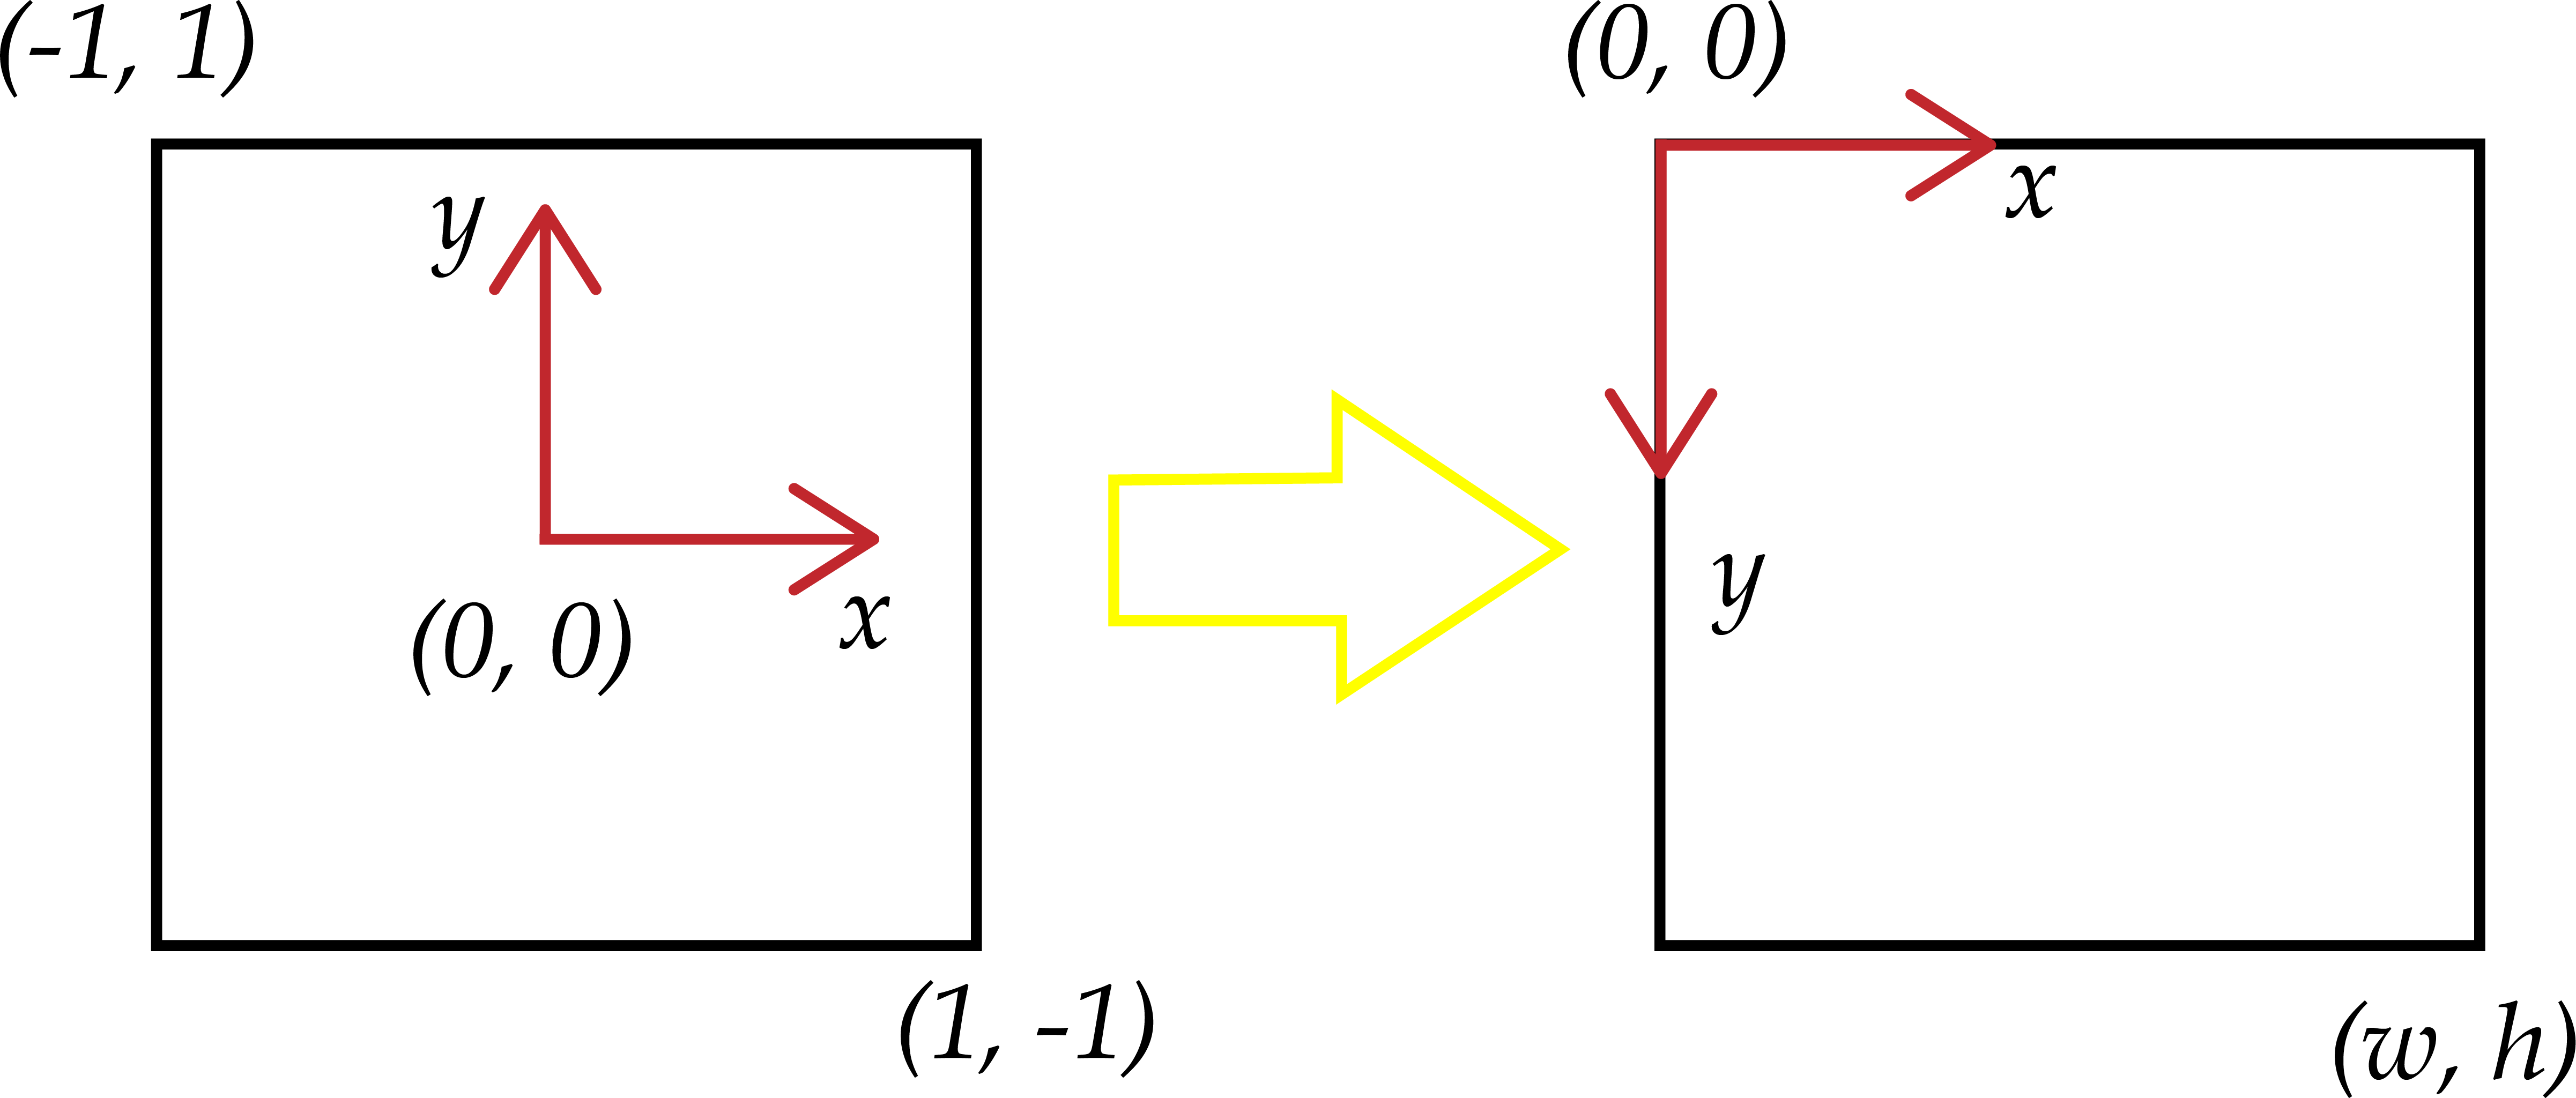 (-1, 1)
y
(0, 0)
x
(1, -1)
(0, 0)
x
y
(w, h)